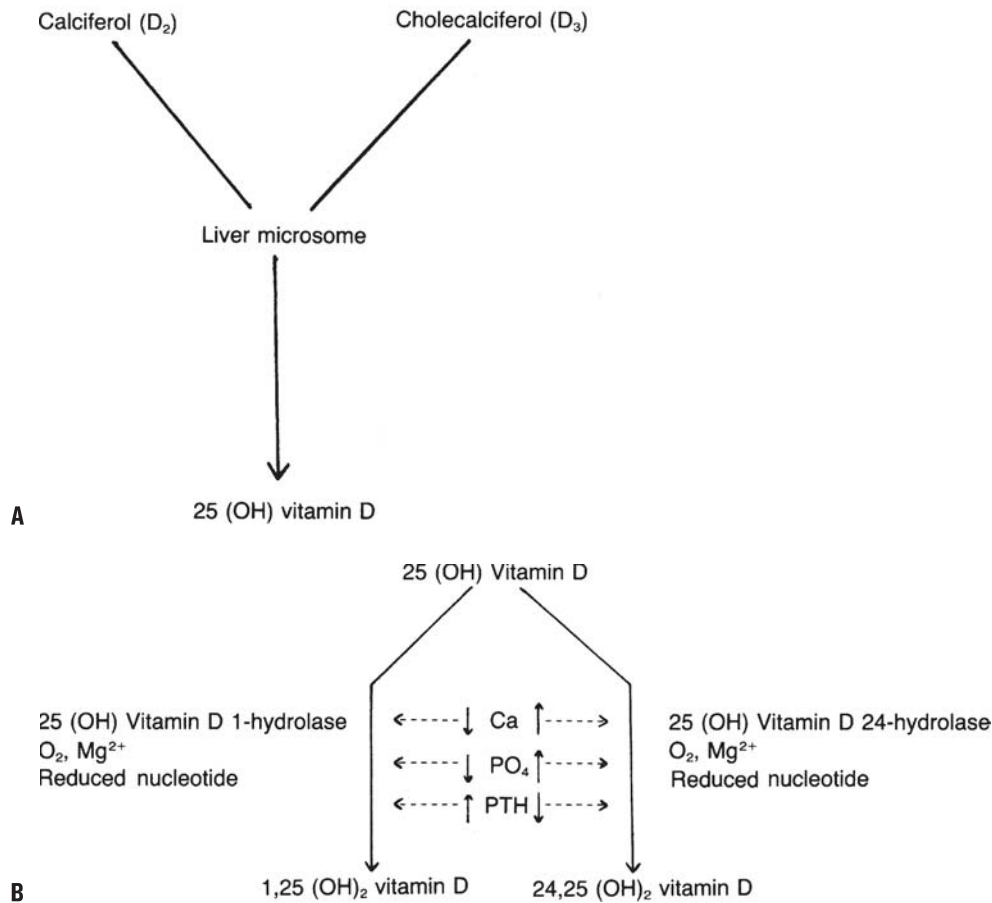 Calciferol (D₂)
Cholecalciferol (D₃)
Liver microsome
25 (OH) vitamin D
A
25 (OH) Vitamin D
25 (OH) Vitamin D 1-hydrolase
O₂, Mg²⁺
Reduced nucleotide
↓ Ca ↑
↓ PO₄ ↑
↑ PTH ↓
25 (OH) Vitamin D 24-hydrolase
O₂, Mg²⁺
Reduced nucleotide
1,25 (OH)₂ vitamin D
24,25 (OH)₂ vitamin D
B